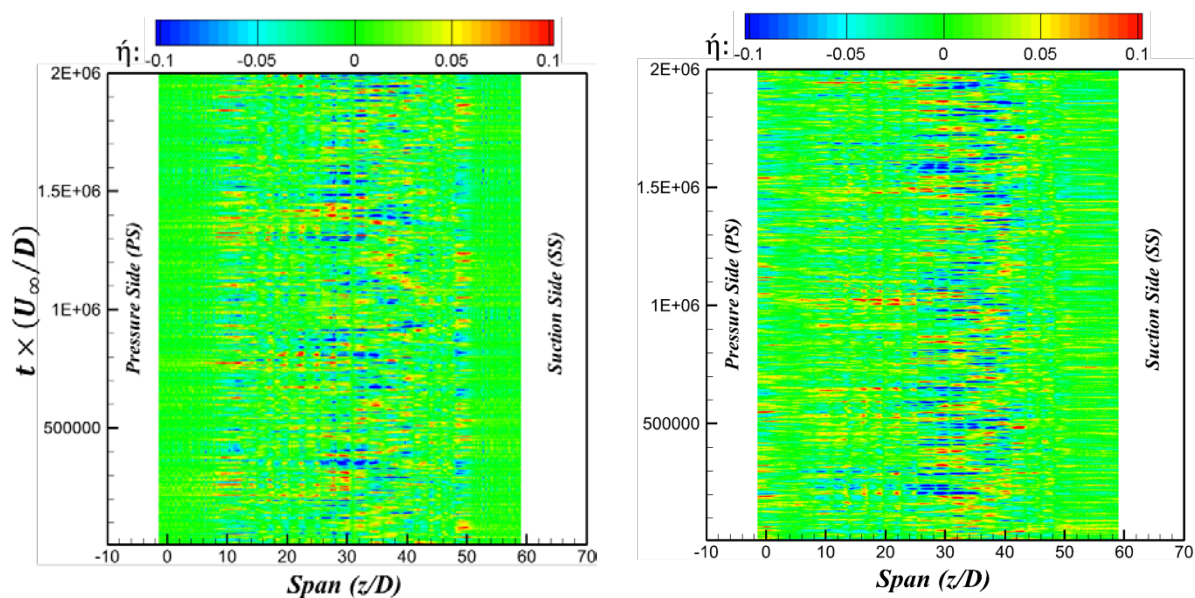 ή: -0.1 -0.05 0 0.05 0.1
2E+06
1.5E+06
1E+06
500000
t × (U∞/D)
Pressure Side (PS)
Suction Side (SS)
-10 0 10 20 30 40 50 60 70
Span (z/D)
ή: -0.1 -0.05 0 0.05 0.1
2E+06
1.5E+06
1E+06
500000
Pressure Side (PS)
Suction Side (SS)
-10 0 10 20 30 40 50 60 70
Span (z/D)